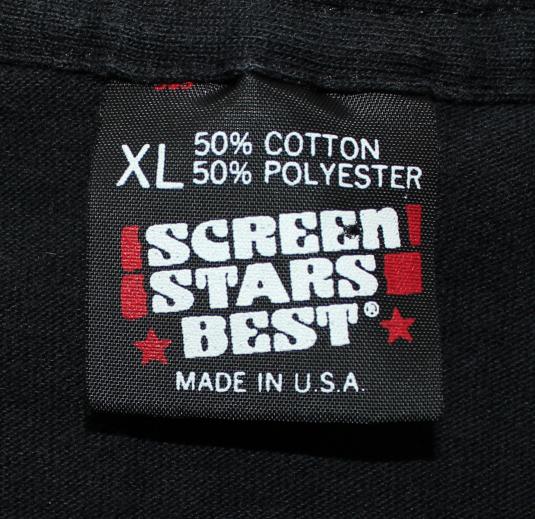 XL 50% COTTON
50% POLYESTER
SCREEN
STARS
BEST®
MADE IN U.S.A.